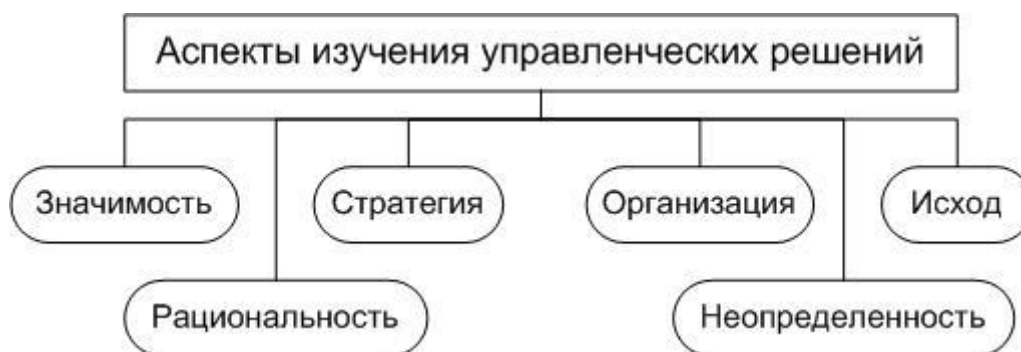 Аспекты изучения управленческих решений
Значимость
Стратегия
Организация
Исход
Рациональность
Неопределенность